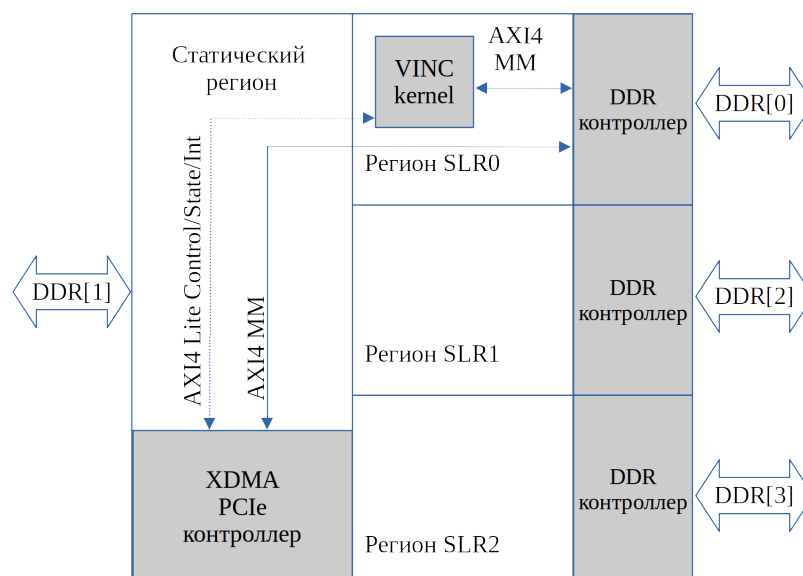 Статический
регион
VINC
kernel
AXI4
MM
DDR
контроллер
DDR[0]
Регион SLR0
AXI4 Lite Control/State/Int
AXI4 MM
DDR[1]
DDR
контроллер
DDR[2]
Регион SLR1
XDMA
PCIe
контроллер
DDR
контроллер
DDR[3]
Регион SLR2